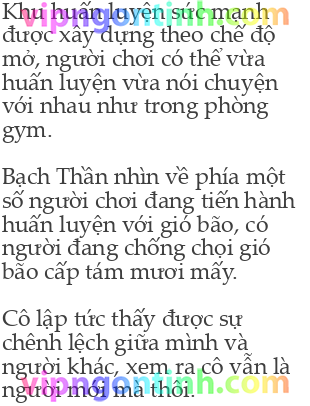 Khu huấn luyện sức mạnh
được xây dựng theo chế độ
mở, người chơi có thể vừa
huấn luyện vừa nói chuyện
với nhau như trong phòng
gym.
Bạch Thần nhìn về phía một
số người chơi đang tiến hành
huấn luyện với gió bão, có
người đang chống chọi gió
bão cấp tám mươi mấy.
Cô lập tức thấy được sự
chênh lệch giữa mình và
người khác, xem ra cô vẫn là
người mới mà thôi.
vipngontinh.com
vipngontinh.com